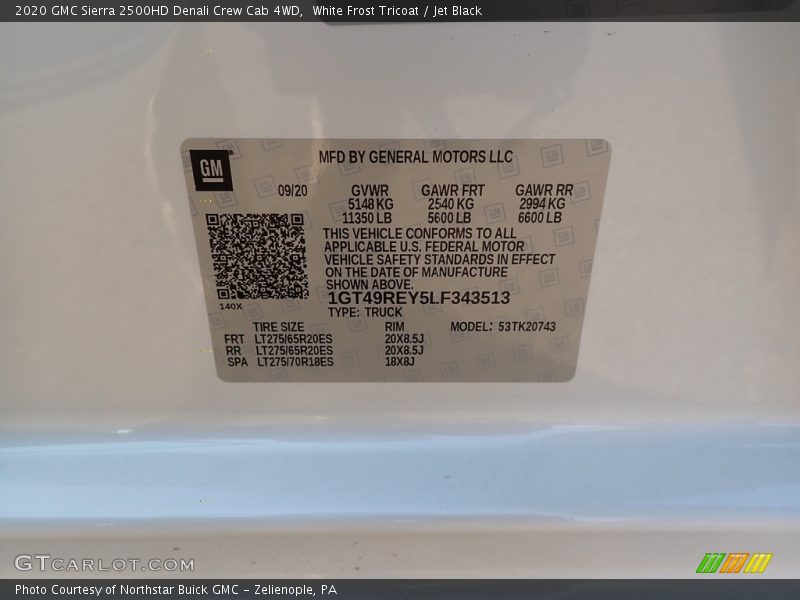 2020 GMC Sierra 2500HD Denali Crew Cab 4WD, White Frost Tricoat / Jet Black
GM
MFD BY GENERAL MOTORS LLC
09/20 GVWR GAWR FRT GAWR RR
5148 KG 2540 KG 2994 KG
11350 LB 5600 LB 6600 LB
THIS VEHICLE CONFORMS TO ALL
APPLICABLE U.S. FEDERAL MOTOR
VEHICLE SAFETY STANDARDS IN EFFECT
ON THE DATE OF MANUFACTURE
SHOWN ABOVE.
140X
1GT49REY5LF343513
TYPE: TRUCK
TIRE SIZE RIM MODEL: 53TK20743
FRT LT275/65R20ES 20X8.5J
RR LT275/65R20ES 20X8.5J
SPA LT275/70R18ES 18X8J
GTCARLOT.COM
Photo Courtesy of Northstar Buick GMC – Zelienople, PA